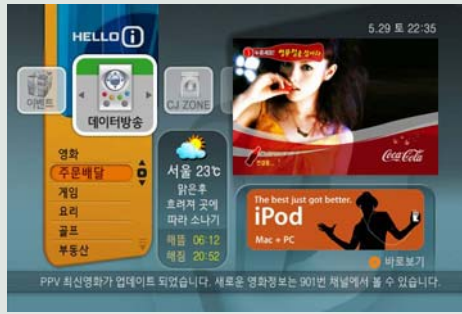 HELLO i
5.29 토 22:35
이벤트
데이터방송
CJ ZONE
영화
주문배달
게임
요리
골프
부동산
서울 23℃
맑은후
흐려져 곳에
따라 소나기
해뜸 06:12
해짐 20:52
Coca-Cola
The best just got better.
iPod
Mac + PC
바로보기
PPV 최신영화가 업데이트 되었습니다. 새로운 영화정보는 901번 채널에서 볼 수 있습니다.